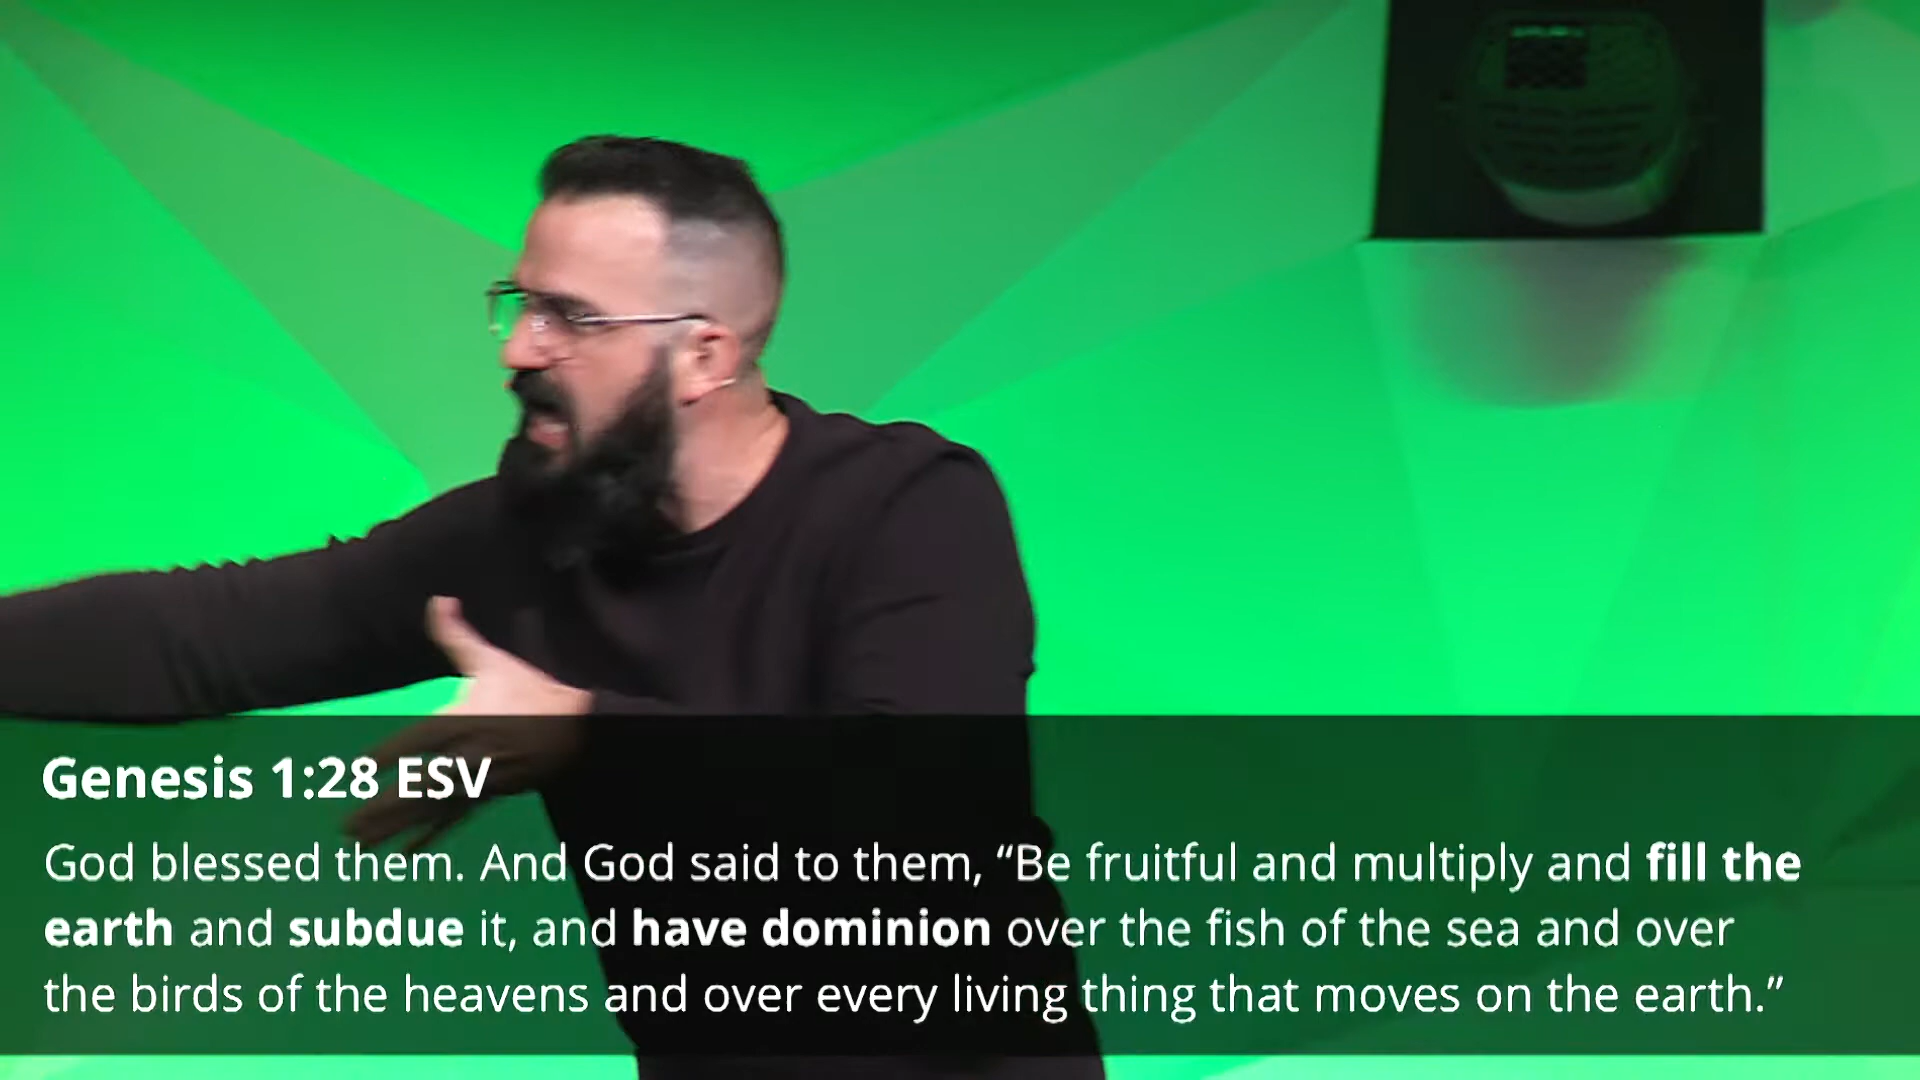 Genesis 1:28 ESV
God blessed them. And God said to them, “Be fruitful and multiply and fill the
earth and subdue it, and have dominion over the fish of the sea and over
the birds of the heavens and over every living thing that moves on the earth.”